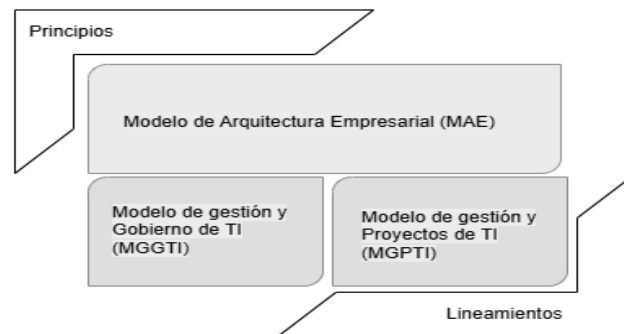 Principios
Modelo de Arquitectura Empresarial (MAE)
Modelo de gestión y
Gobierno de TI
(MGGTI)
Modelo de gestión y
Proyectos de TI
(MGPTI)
Lineamientos